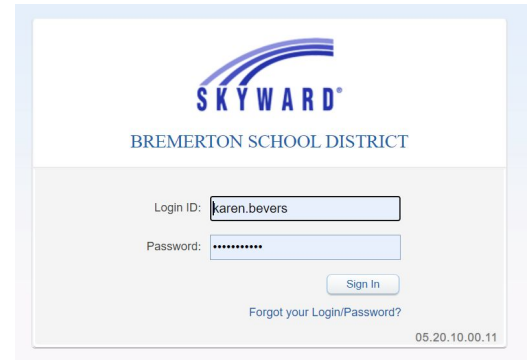 SKYWARD®
BREMERTON SCHOOL DISTRICT
Login ID: karen.bevers
Password: •••••••••••
Sign In
Forgot your Login/Password?
05.20.10.00.11